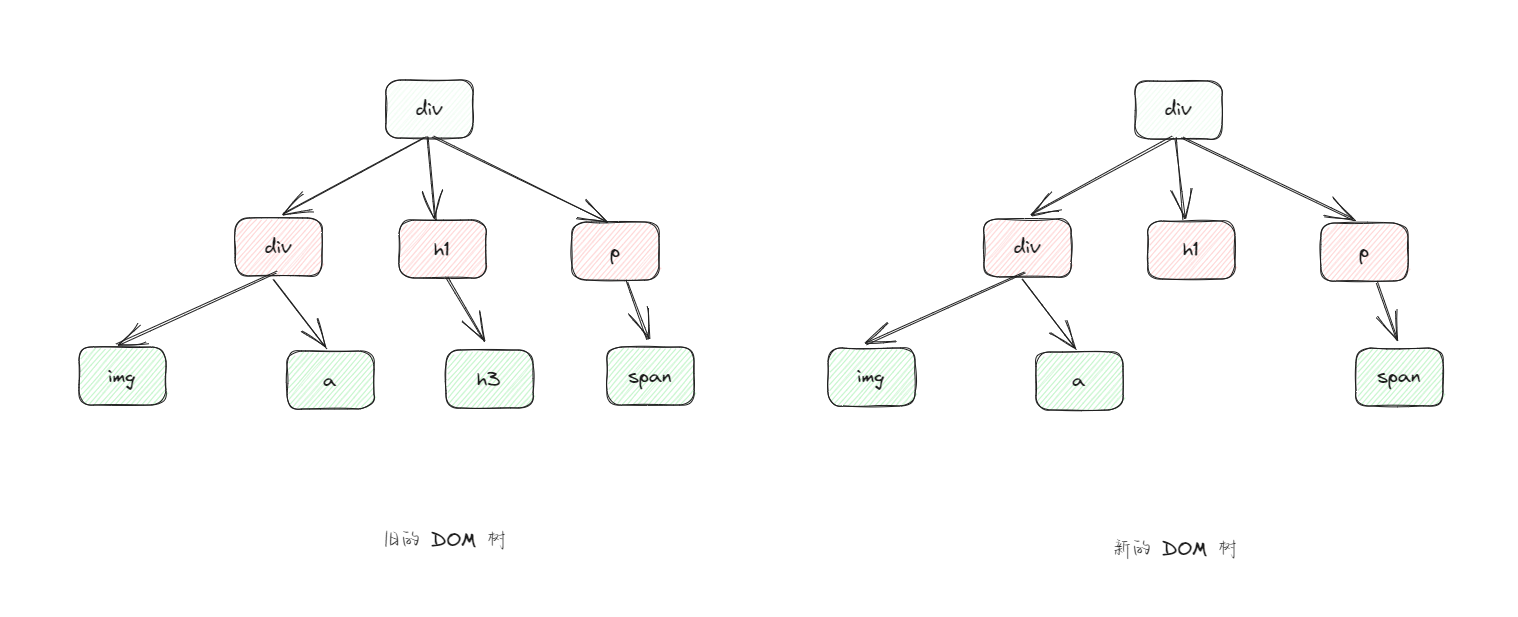 div
div
div
h1
p
div
h1
p
img
a
h3
span
img
a
span
旧的 DOM 树
新的 DOM 树